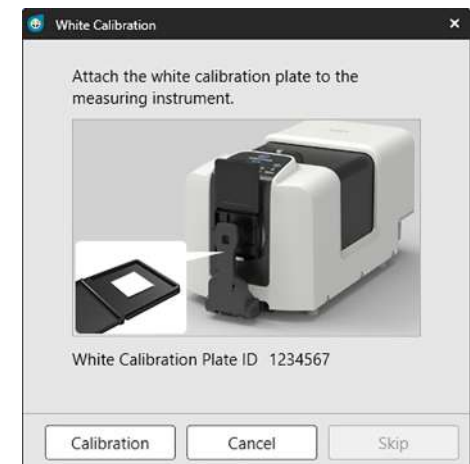 White Calibration
Attach the white calibration plate to the
measuring instrument.
White Calibration Plate ID 1234567
Calibration
Cancel
Skip